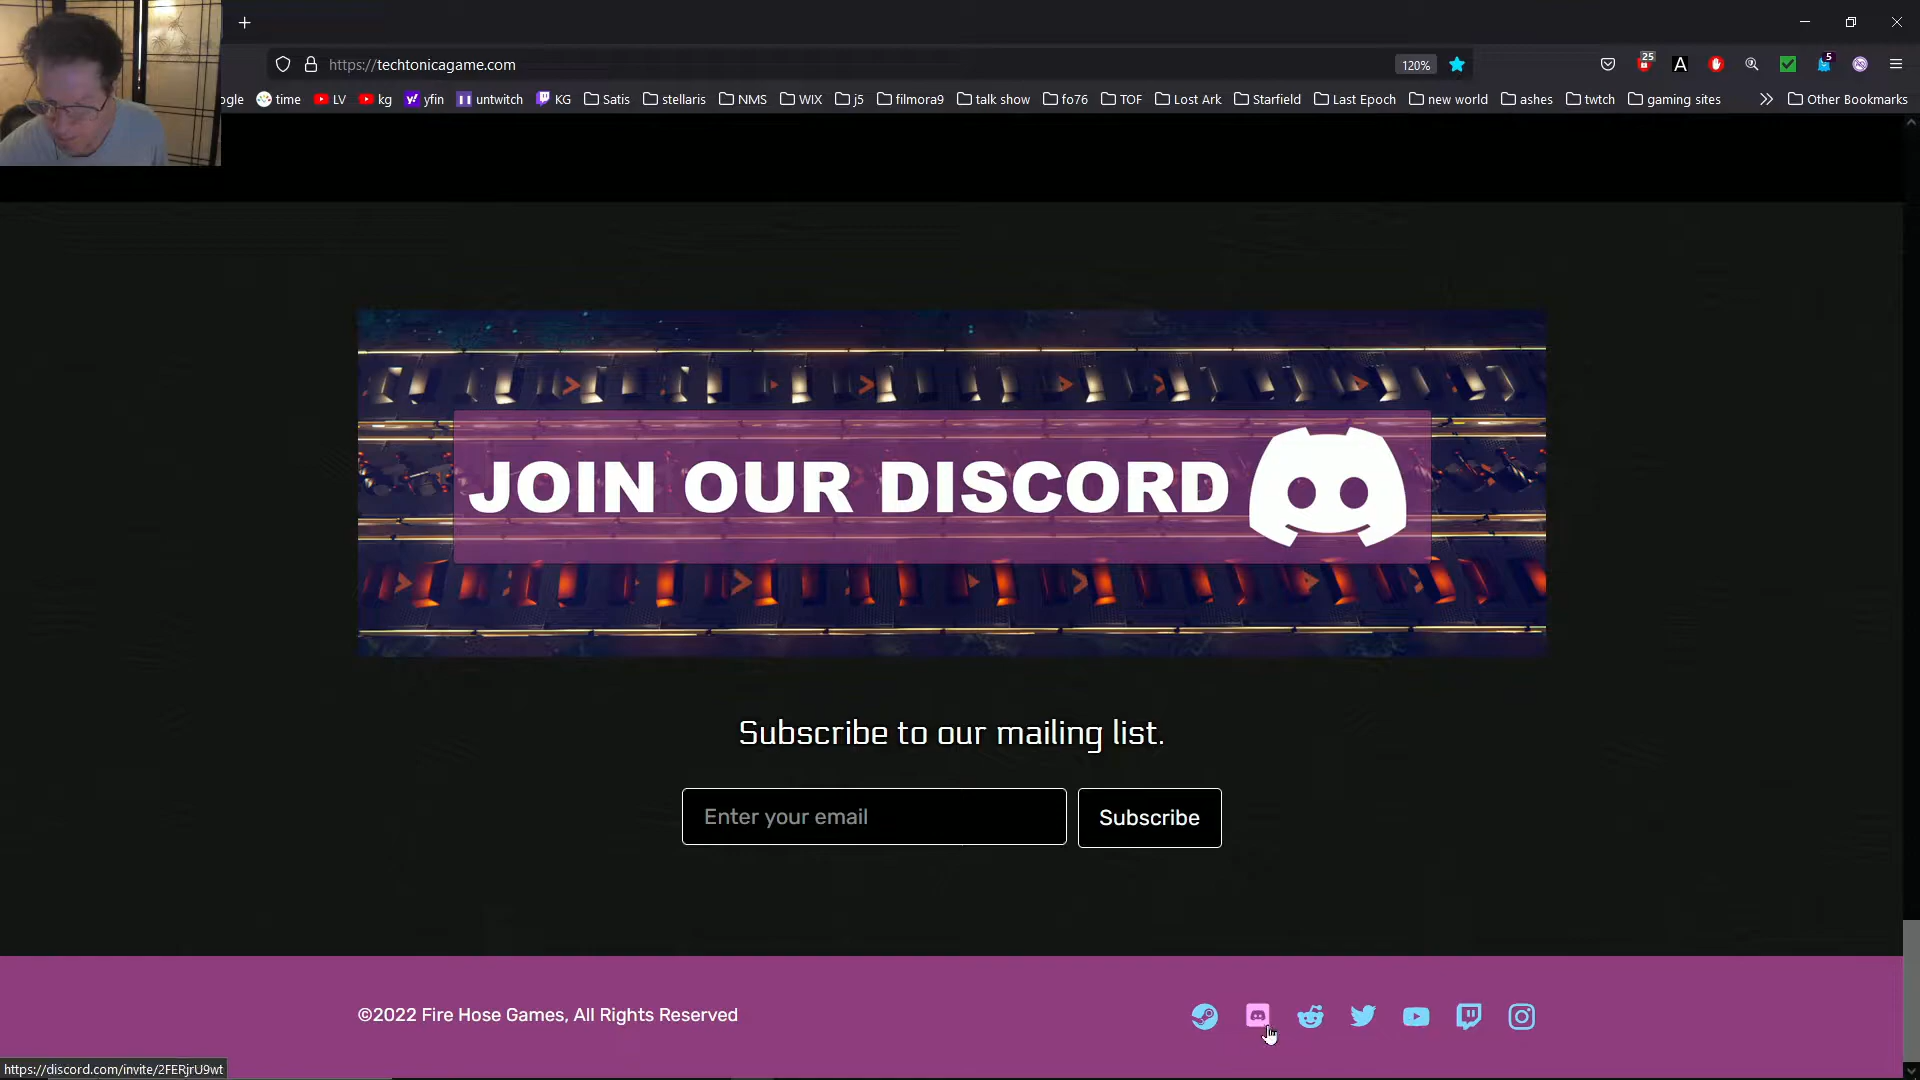 https://techtonicagame.com
120%
25
5
ogle time LV kg yfin untwitch KG Satis stellaris NMS WIX j5 filmora9 talk show fo76 TOF Lost Ark Starfield Last Epoch new world ashes twtch gaming sites Other Bookmarks
JOIN OUR DISCORD
Subscribe to our mailing list.
Enter your email Subscribe
©2022 Fire Hose Games, All Rights Reserved
https://discord.com/invite/2FERjrU9wt